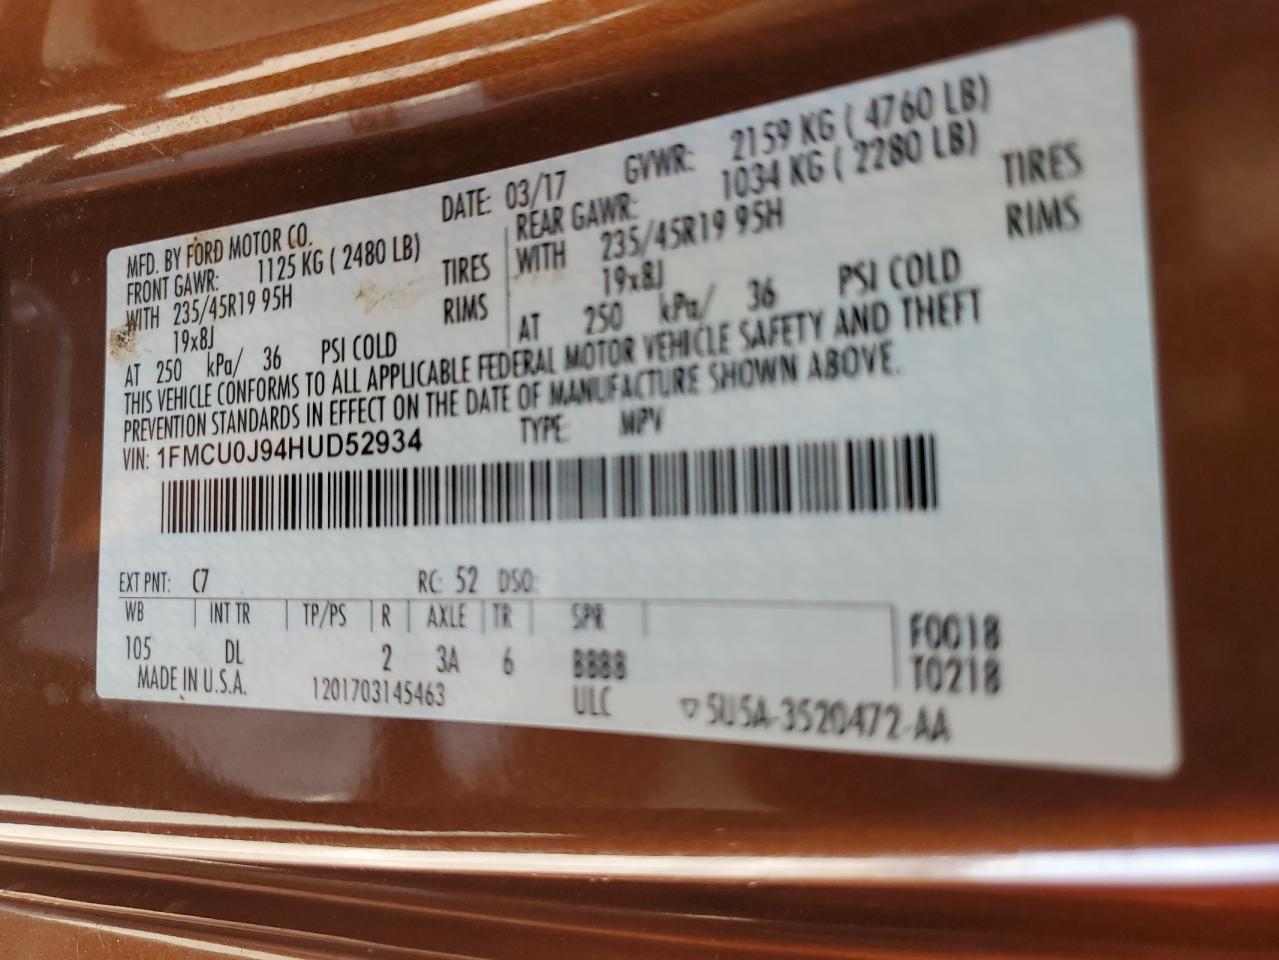 MFD. BY FORD MOTOR CO. DATE: 03/17 GVWR: 2159 KG ( 4760 LB)
FRONT GAWR: 1125 KG ( 2480 LB) REAR GAWR: 1034 KG ( 2280 LB)
WITH 235/45R19 95H TIRES WITH 235/45R19 95H TIRES
19x8J RIMS 19x8J RIMS
AT 250 kPa/ 36 PSI COLD AT 250 kPa/ 36 PSI COLD
THIS VEHICLE CONFORMS TO ALL APPLICABLE FEDERAL MOTOR VEHICLE SAFETY AND THEFT
PREVENTION STANDARDS IN EFFECT ON THE DATE OF MANUFACTURE SHOWN ABOVE.
VIN: 1FMCU0J94HUD52934 TYPE: MPV
EXT PNT: C7 RC: 52 DSO:
WB INT TR TP/PS R AXLE TR SPR F0018
105 DL 2 3A 6 BBBB T0218
MADE IN U.S.A. 1201703145463 ULC ▽ 5U5A-3520472-AA